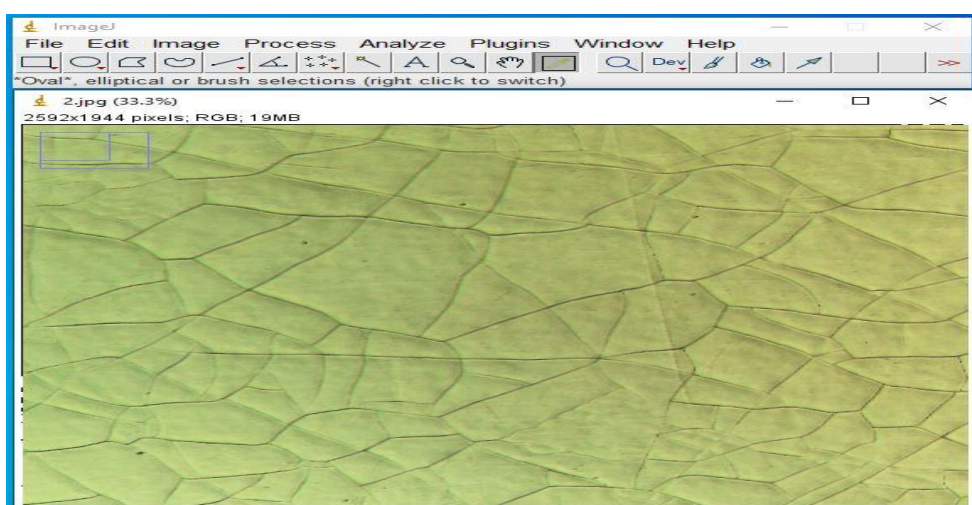 ImageJ
File Edit Image Process Analyze Plugins Window Help
A Dev >>
*Oval*, elliptical or brush selections (right click to switch)
2.jpg (33.3%)
2592x1944 pixels; RGB; 19MB